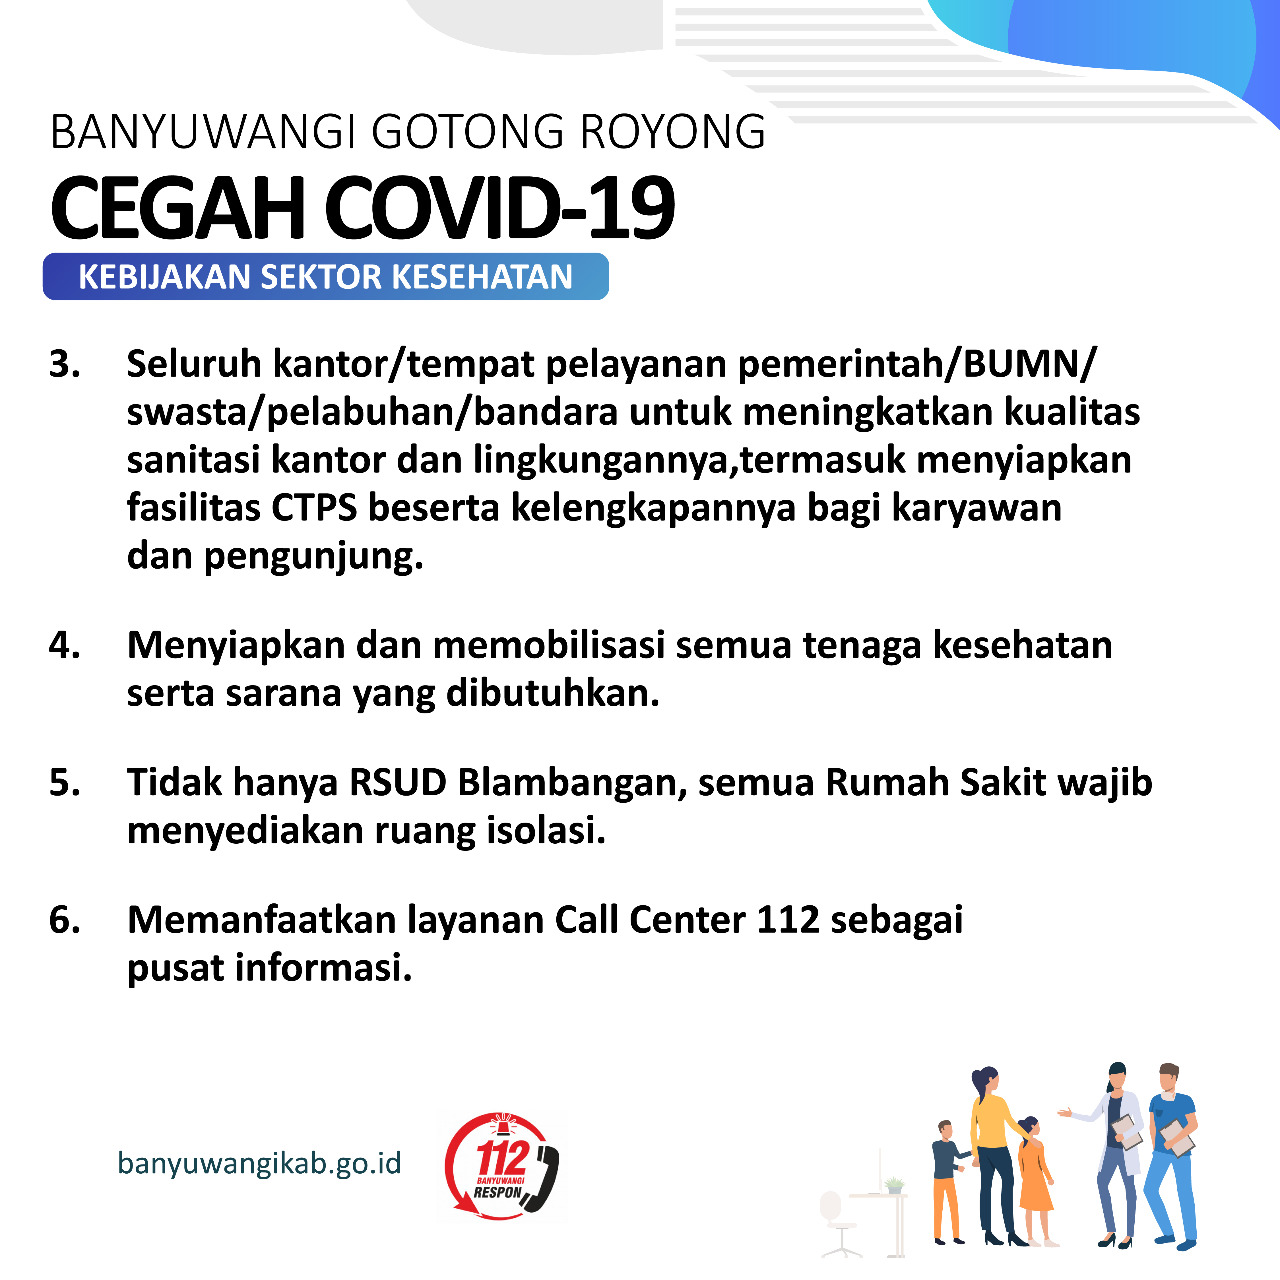 BANYUWANGI GOTONG ROYONG
CEGAH COVID-19
KEBIJAKAN SEKTOR KESEHATAN
3. Seluruh kantor/tempat pelayanan pemerintah/BUMN/
swasta/pelabuhan/bandara untuk meningkatkan kualitas
sanitasi kantor dan lingkungannya,termasuk menyiapkan
fasilitas CTPS beserta kelengkapannya bagi karyawan
dan pengunjung.
4. Menyiapkan dan memobilisasi semua tenaga kesehatan
serta sarana yang dibutuhkan.
5. Tidak hanya RSUD Blambangan, semua Rumah Sakit wajib
menyediakan ruang isolasi.
6. Memanfaatkan layanan Call Center 112 sebagai
pusat informasi.
banyuwangikab.go.id
112
BANYUWANGI
RESPON